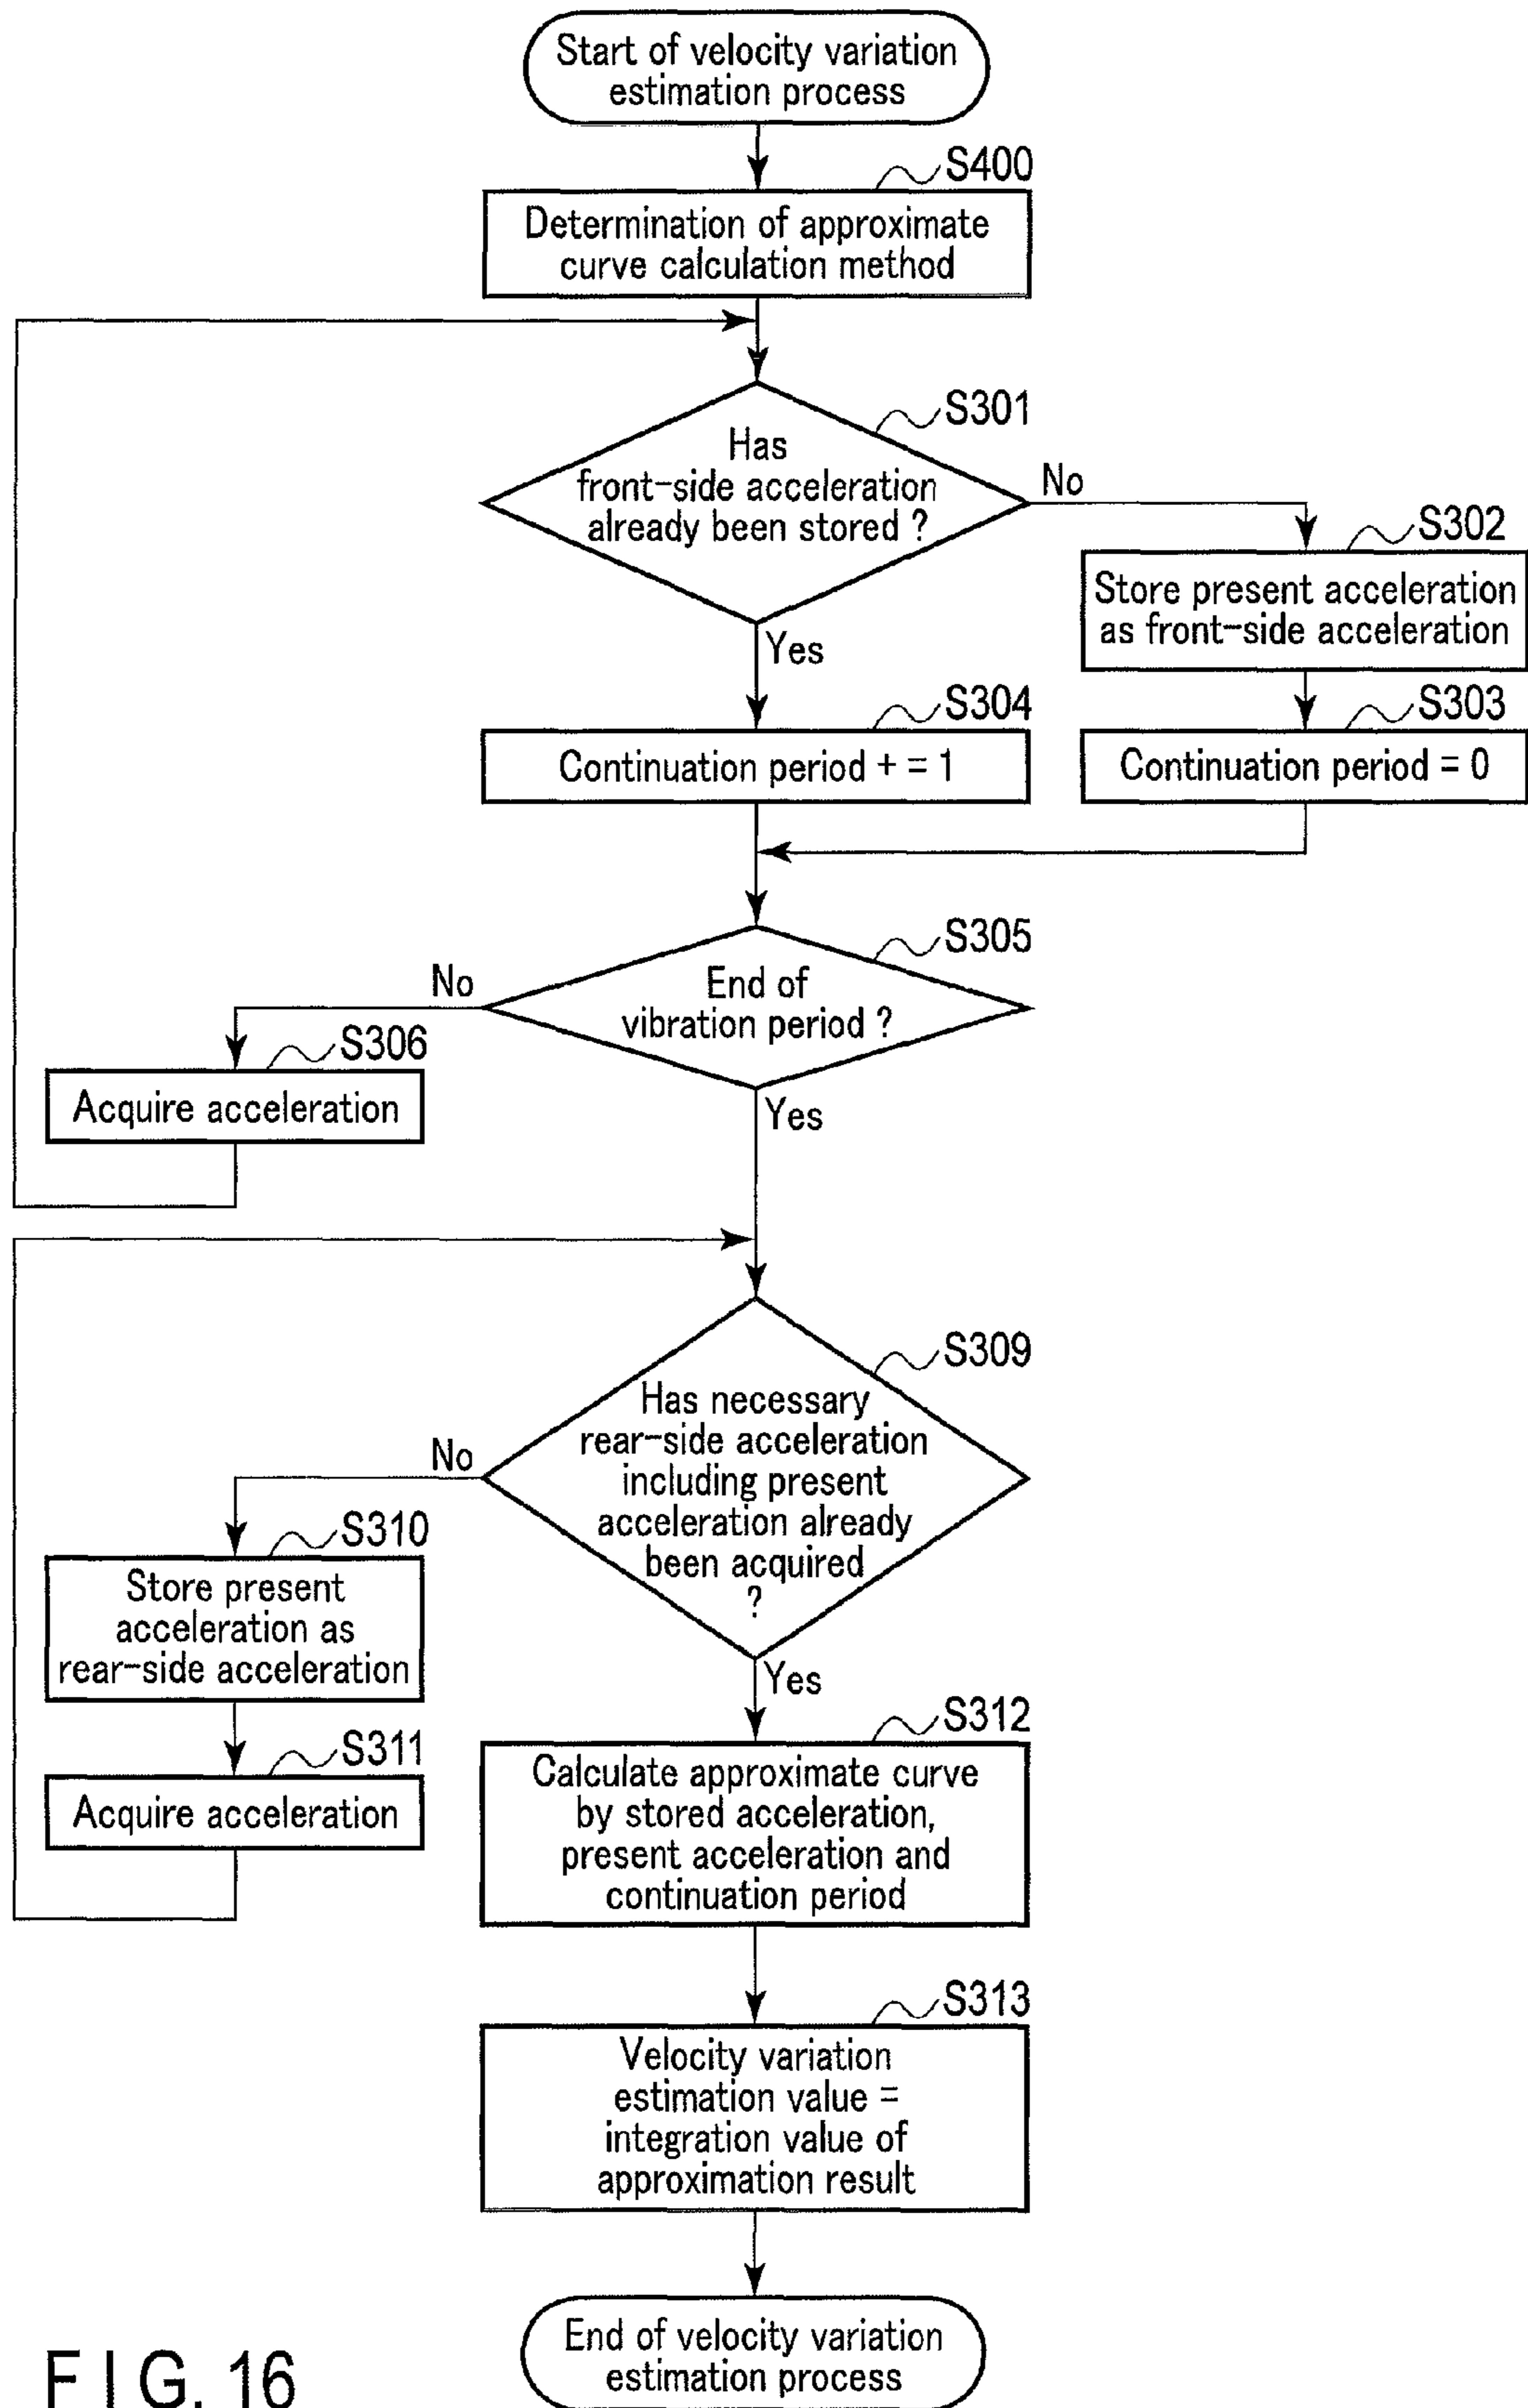 Start of velocity variation
estimation process
S400
Determination of approximate
curve calculation method
S301
Has
front-side acceleration
already been stored ?
No
S302
Store present acceleration
as front-side acceleration
Yes
S304
S303
Continuation period + = 1
Continuation period = 0
S305
No
End of
vibration period ?
S306
Acquire acceleration
Yes
S309
Has necessary
rear-side acceleration
including present
acceleration already
been acquired
?
No
S310
Store present
acceleration as
rear-side acceleration
Yes
S311
Acquire acceleration
S312
Calculate approximate curve
by stored acceleration,
present acceleration and
continuation period
S313
Velocity variation
estimation value =
integration value of
approximation result
End of velocity variation
estimation process
F I G. 16